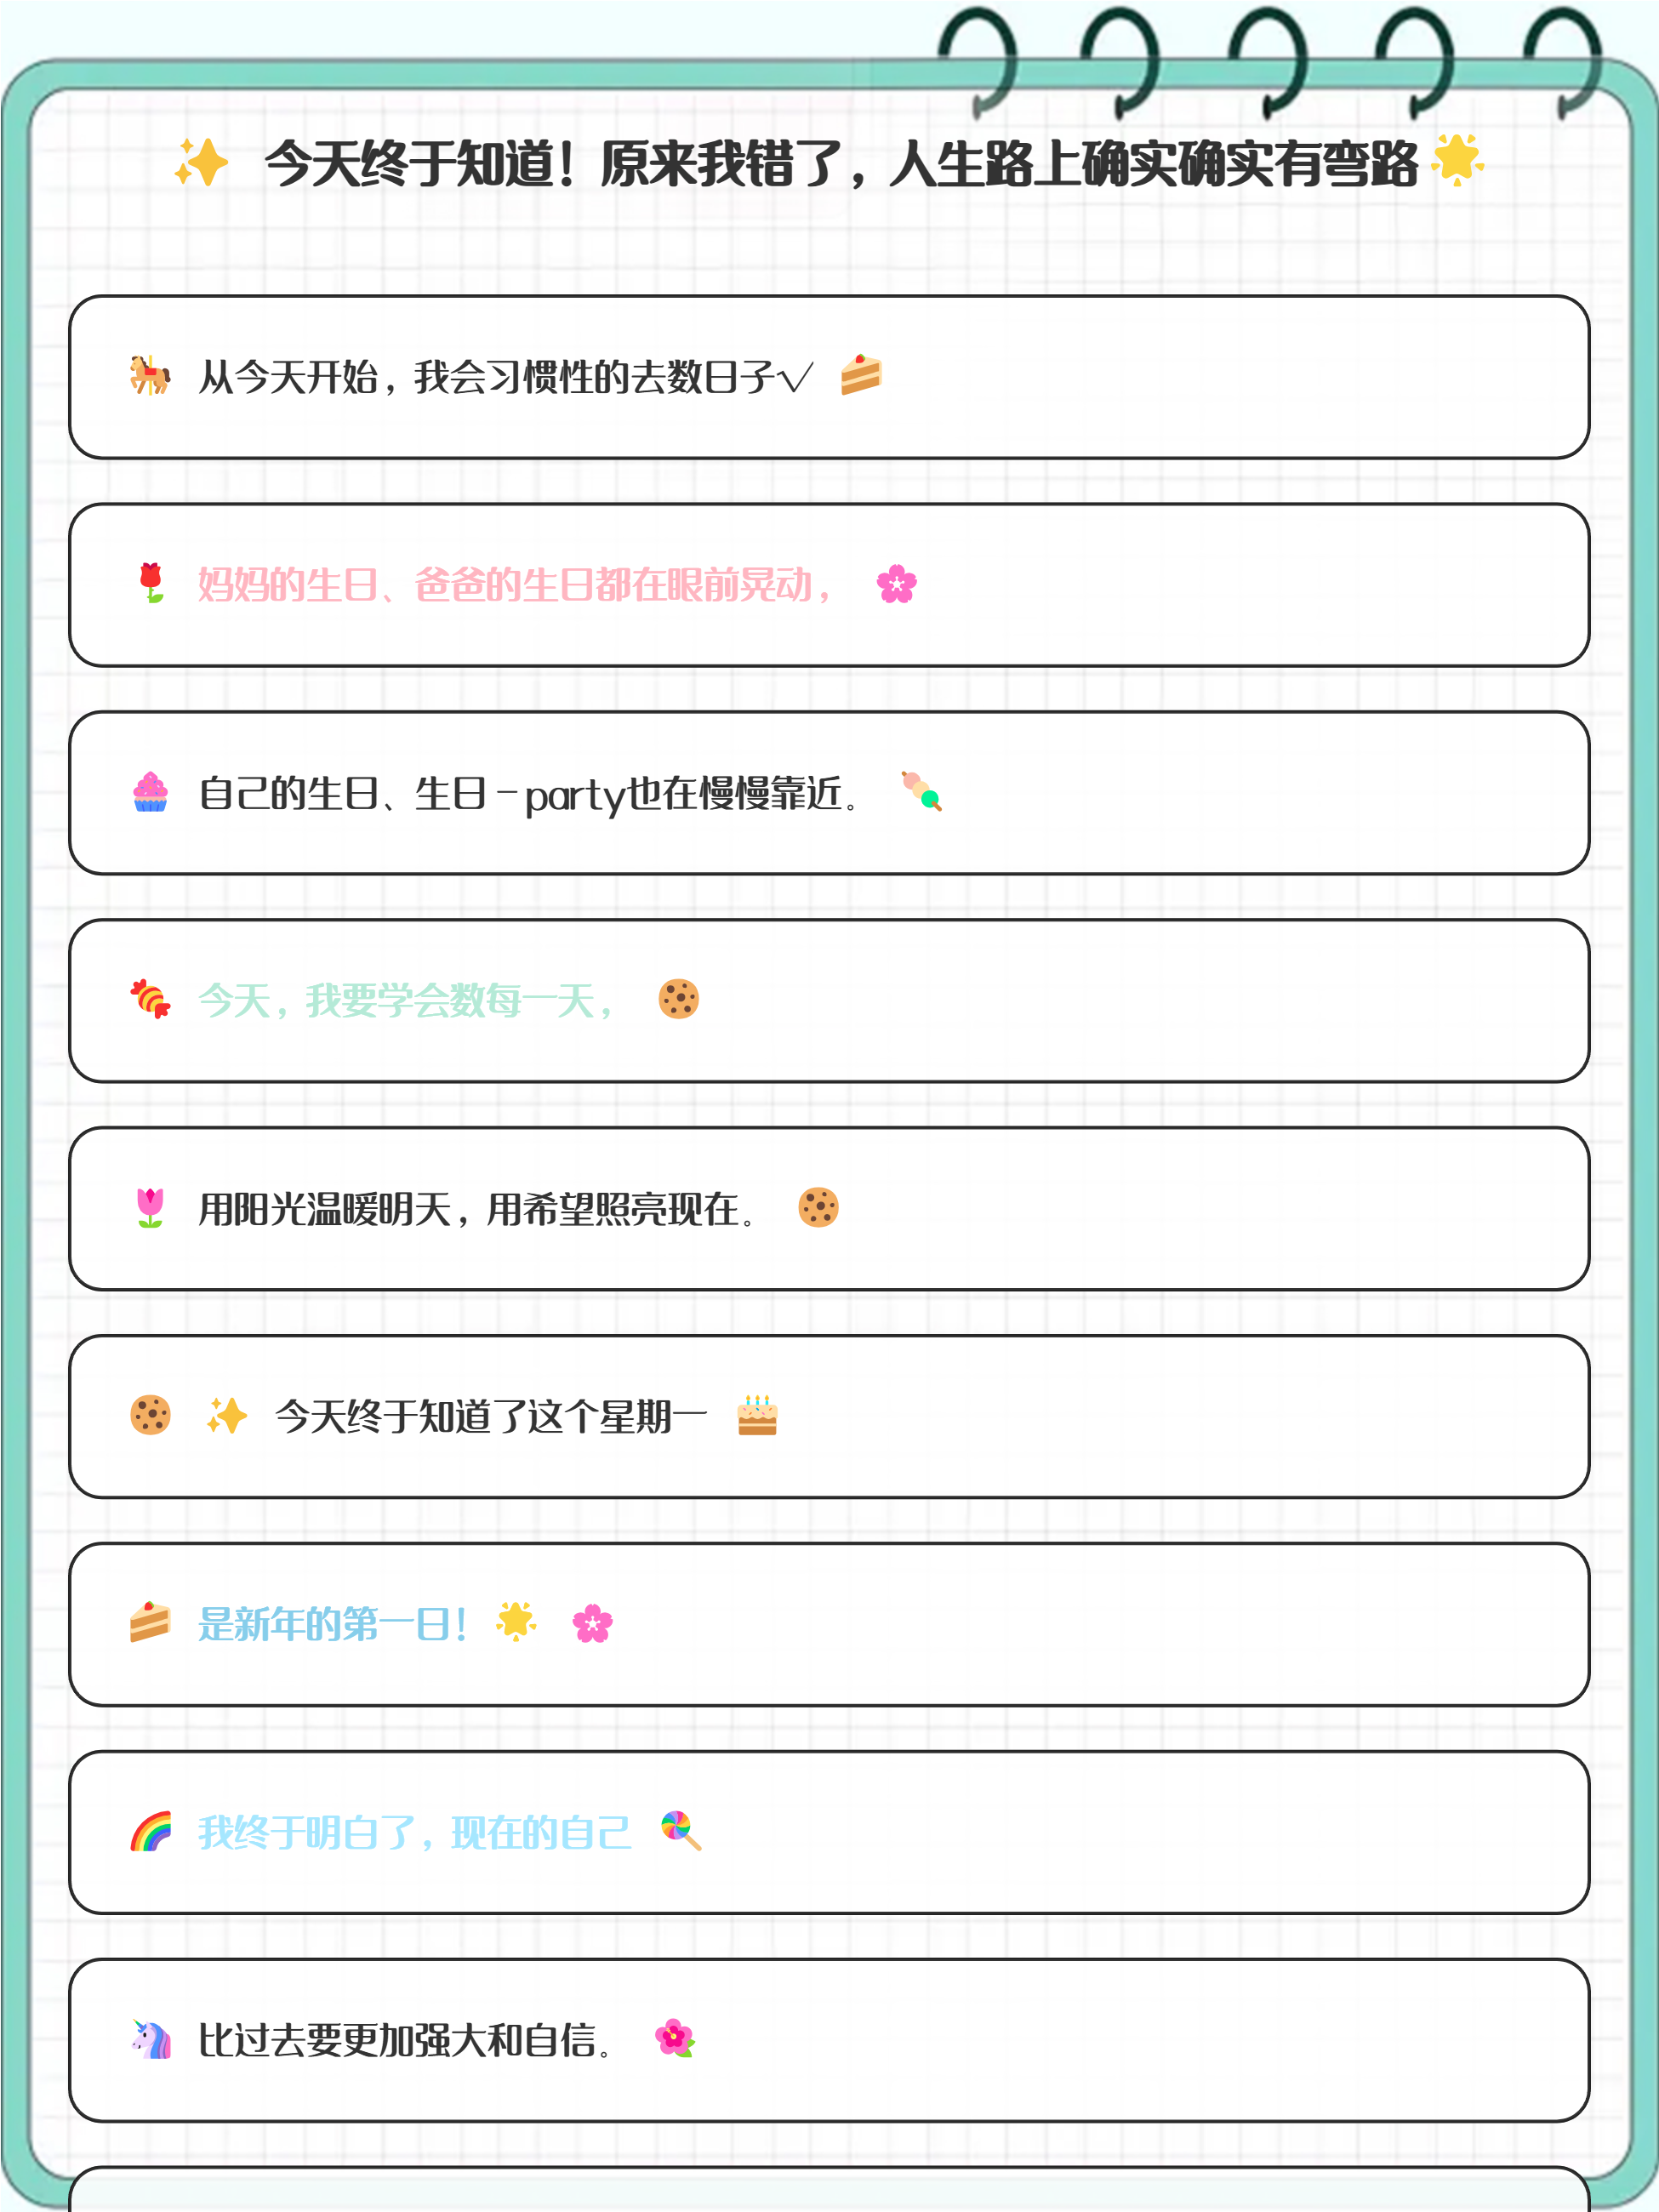 ✨ 今天终于知道！原来我错了，人生路上确实确实有弯路🌟
🎠 从今天开始，我会习惯性的去数日子✓ 🍰
🌹 妈妈的生日、爸爸的生日都在眼前晃动， 🌸
🧁 自己的生日、生日－party也在慢慢靠近。 🍡
🍬 今天，我要学会数每一天， 🍪
🌷 用阳光温暖明天，用希望照亮现在。 🍪
🍪 ✨ 今天终于知道了这个星期一 🎂
🍰 是新年的第一日！🌟 🌸
🌈 我终于明白了，现在的自己 🍭
🦄 比过去要更加强大和自信。 🌺